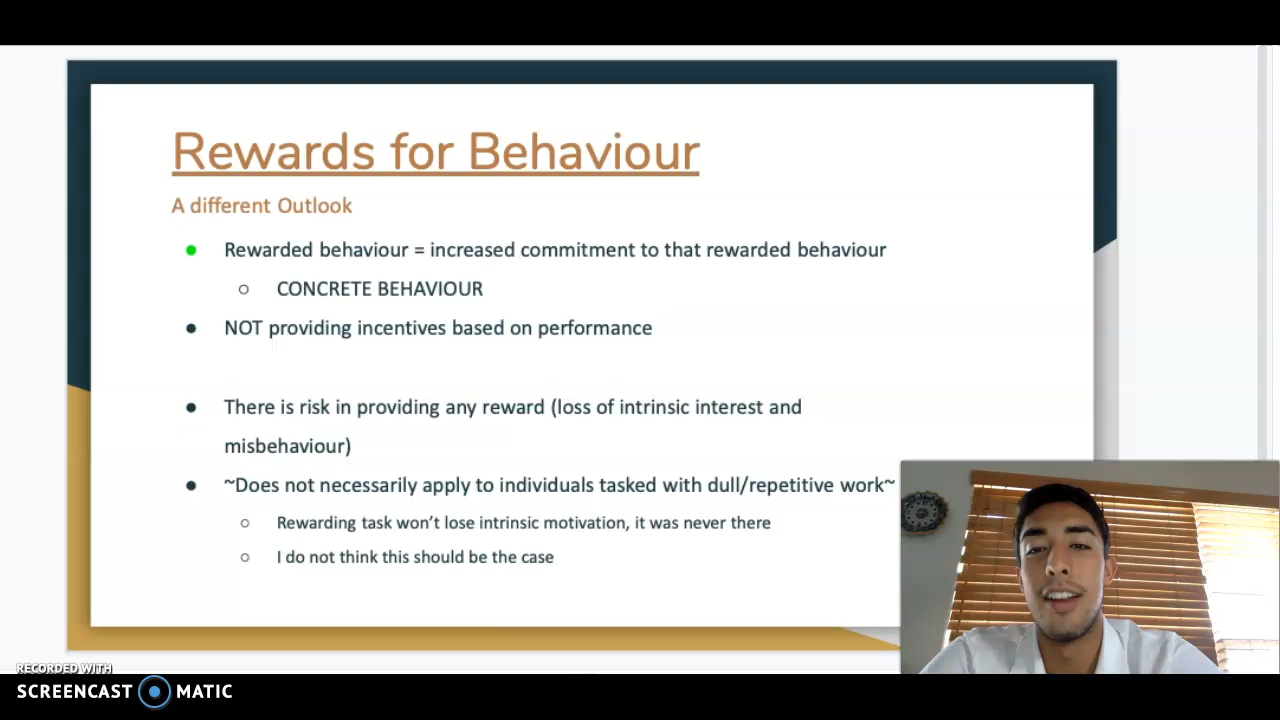 Rewards for Behaviour
A different Outlook
Rewarded behaviour = increased commitment to that rewarded behaviour
CONCRETE BEHAVIOUR
NOT providing incentives based on performance
There is risk in providing any reward (loss of intrinsic interest and
misbehaviour)
~Does not necessarily apply to individuals tasked with dull/repetitive work~
Rewarding task won't lose intrinsic motivation, it was never there
I do not think this should be the case
RECORDED WITH
SCREENCAST MATIC